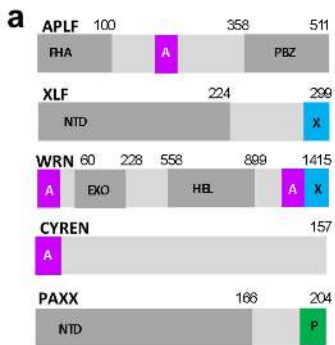 a
APLF 100 358 511
FHA A PBZ
XLF 224 299
NTD X
WRN 60 228 558 899 1415
A EXO HEL A X
CYREN 157
A
PAXX 166 204
NTD P